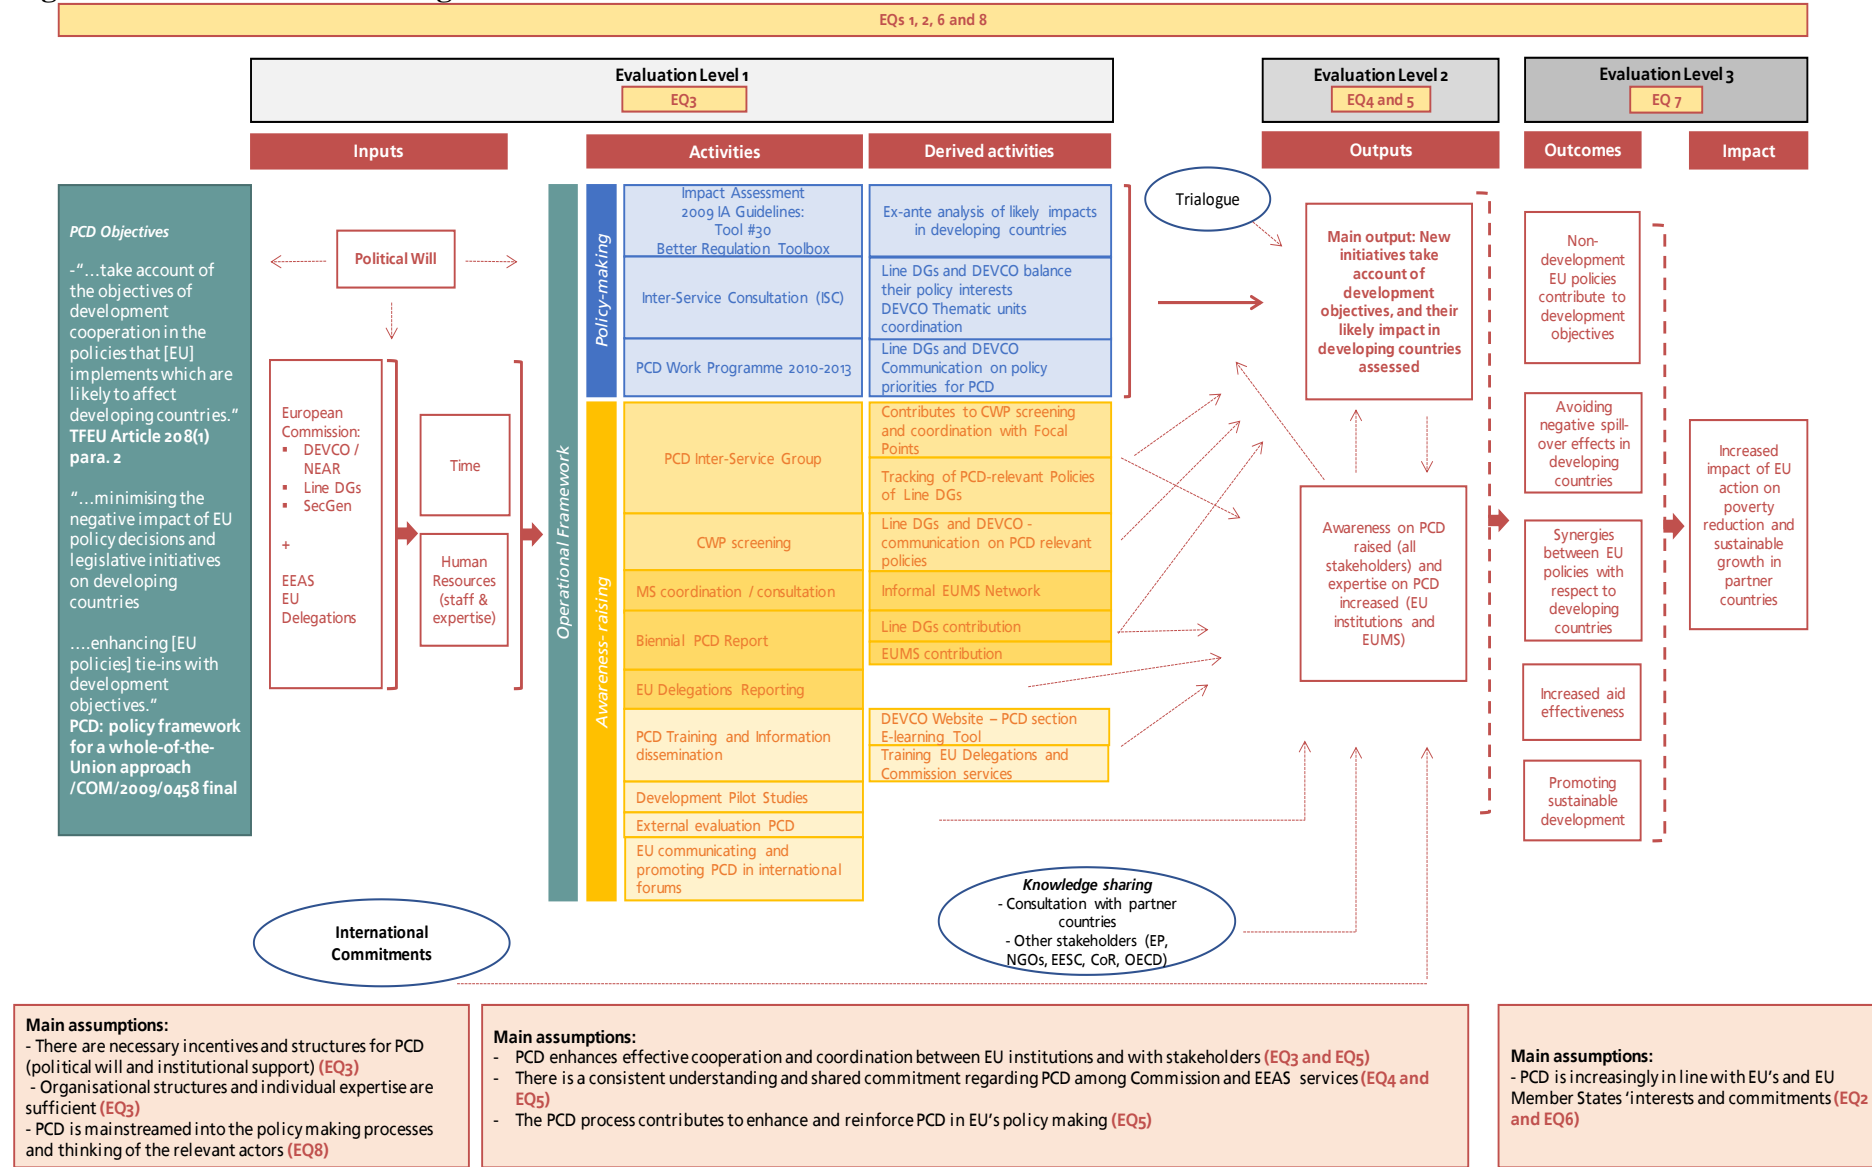 EQs 1, 2, 6 and 8
Evaluation Level 1
EQ3
Evaluation Level 2
EQ4 and 5
Evaluation Level 3
EQ 7
Inputs
Activities
Derived activities
Outputs
Outcomes
Impact
PCD Objectives
-“…take account of
the objectives of
development
cooperation in the
policies that [EU]
implements which are
likely to affect
developing countries.“
TFEU Article 208(1)
para. 2
“…minimising the
negative impact of EU
policy decisions and
legislative initiatives
on developing
countries
….enhancing [EU
policies] tie-ins with
development
objectives.”
PCD: policy framework
for a whole-of-the-
Union approach
/COM/2009/0458 final
Political Will
European
Commission:
▪ DEVCO /
NEAR
▪ Line DGs
▪ SecGen
+
EEAS
EU
Delegations
Time
Human
Resources
(staff &
expertise)
Operational Framework
Policy-making
Awareness-raising
Impact Assessment
2009 IA Guidelines:
Tool #30
Better Regulation Toolbox
Ex-ante analysis of likely impacts
in developing countries
Inter-Service Consultation (ISC)
Line DGs and DEVCO balance
their policy interests
DEVCO Thematic units
coordination
PCD Work Programme 2010-2013
Line DGs and DEVCO
Communication on policy
priorities for PCD
PCD Inter-Service Group
Contributes to CWP screening
and coordination with Focal
Points
Tracking of PCD-relevant Policies
of Line DGs
CWP screening
Line DGs and DEVCO -
communication on PCD relevant
policies
MS coordination / consultation
Informal EUMS Network
Biennial PCD Report
Line DGs contribution
EUMS contribution
EU Delegations Reporting
PCD Training and Information
dissemination
DEVCO Website – PCD section
E-learning Tool
Training EU Delegations and
Commission services
Development Pilot Studies
External evaluation PCD
EU communicating and
promoting PCD in international
forums
Trialogue
Main output: New
initiatives take
account of
development
objectives, and their
likely impact in
developing countries
assessed
Awareness on PCD
raised (all
stakeholders) and
expertise on PCD
increased (EU
institutions and
EUMS)
Non-
development
EU policies
contribute to
development
objectives
Avoiding
negative spill-
over effects in
developing
countries
Synergies
between EU
policies with
respect to
developing
countries
Increased aid
effectiveness
Promoting
sustainable
development
Increased
impact of EU
action on
poverty
reduction and
sustainable
growth in
partner
countries
International
Commitments
Knowledge sharing
- Consultation with partner
countries
- Other stakeholders (EP,
NGOs, EESC, CoR, OECD)
Main assumptions:
- There are necessary incentives and structures for PCD
(political will and institutional support) (EQ3)
- Organisational structures and individual expertise are
sufficient (EQ3)
- PCD is mainstreamed into the policy making processes
and thinking of the relevant actors (EQ8)
Main assumptions:
- PCD enhances effective cooperation and coordination between EU institutions and with stakeholders (EQ3 and EQ5)
- There is a consistent understanding and shared commitment regarding PCD among Commission and EEAS services (EQ4 and
EQ5)
- The PCD process contributes to enhance and reinforce PCD in EU’s policy making (EQ5)
Main assumptions:
- PCD is increasingly in line with EU’s and EU
Member States ‘interests and commitments (EQ2
and EQ6)